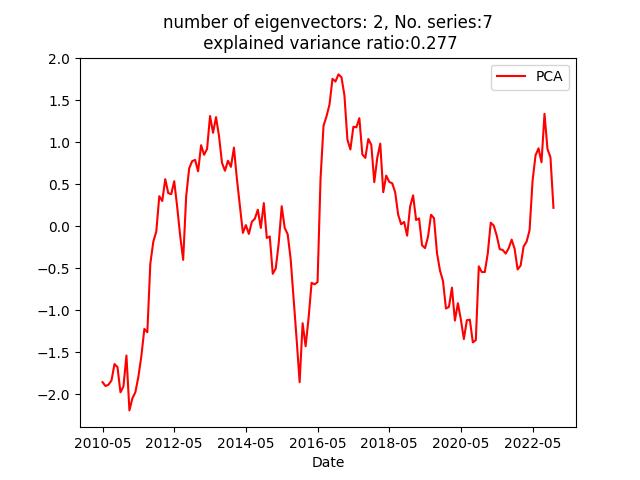 number of eigenvectors: 2, No. series:7
explained variance ratio:0.277
2.0
1.5
1.0
0.5
0.0
−0.5
−1.0
−1.5
−2.0
PCA
2010-05 2012-05 2014-05 2016-05 2018-05 2020-05 2022-05
Date